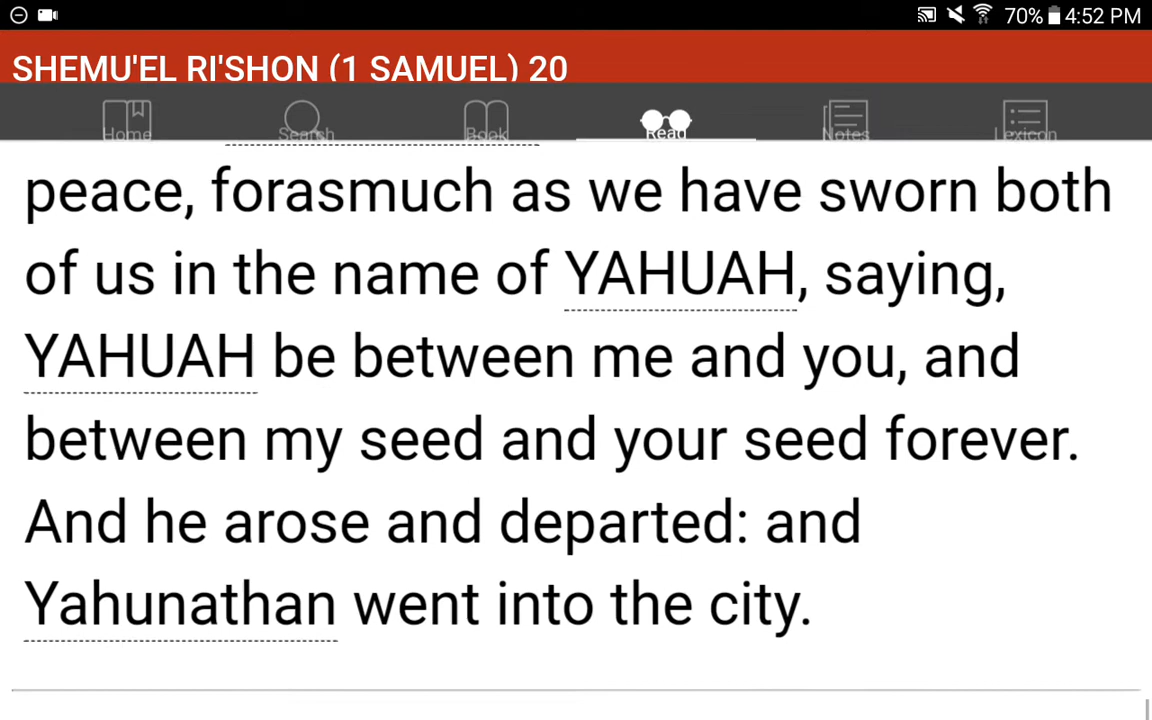 70% 4:52 PM
SHEMU'EL RI'SHON (1 SAMUEL) 20
Home Search Book Read Notes Lexicon
peace, forasmuch as we have sworn both
of us in the name of YAHUAH, saying,
YAHUAH be between me and you, and
between my seed and your seed forever.
And he arose and departed: and
Yahunathan went into the city.